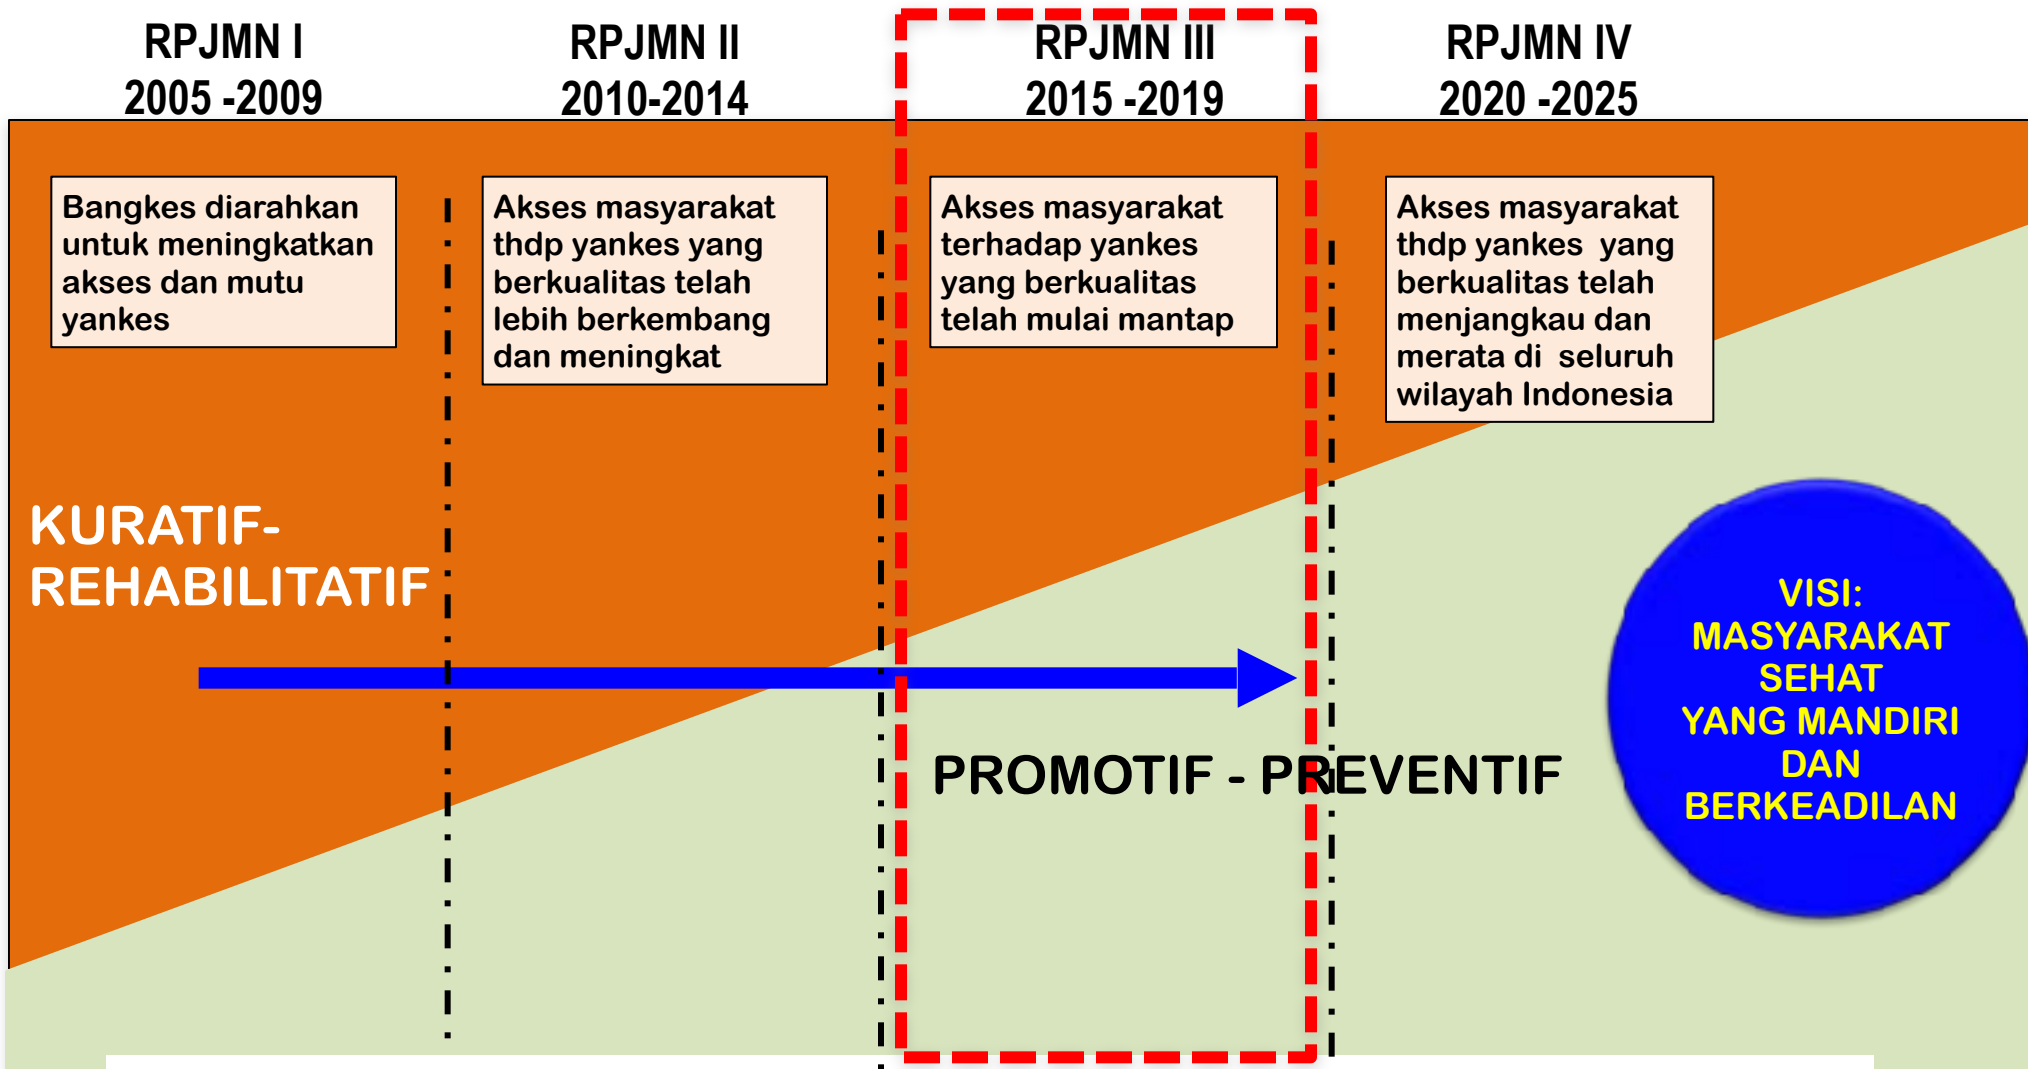 RPJMN I
2005 -2009
RPJMN II
2010-2014
RPJMN III
2015 -2019
RPJMN IV
2020 -2025
Bangkes diarahkan
untuk meningkatkan
akses dan mutu
yankes
Akses masyarakat
thdp yankes yang
berkualitas telah
lebih berkembang
dan meningkat
Akses masyarakat
terhadap yankes
yang berkualitas
telah mulai mantap
Akses masyarakat
thdp yankes yang
berkualitas telah
menjangkau dan
merata di seluruh
wilayah Indonesia
KURATIF-
REHABILITATIF
PROMOTIF - PREVENTIF
VISI:
MASYARAKAT
SEHAT
YANG MANDIRI
DAN
BERKEADILAN